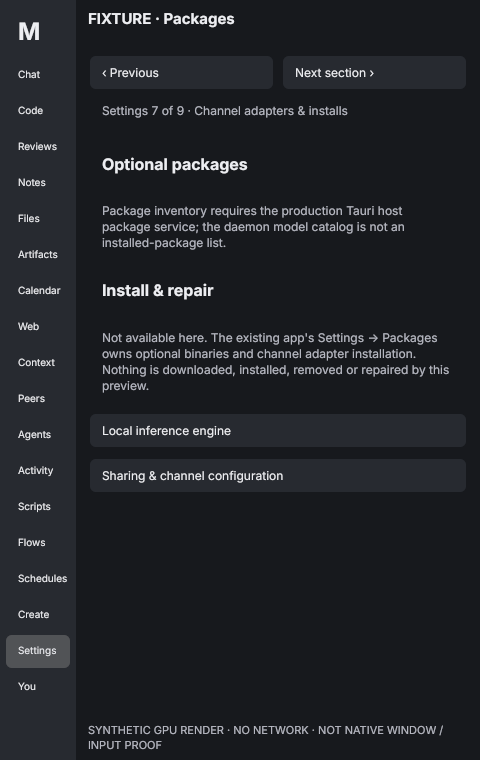 M
Chat
Code
Reviews
Notes
Files
Artifacts
Calendar
Web
Context
Peers
Agents
Activity
Scripts
Flows
Schedules
Create
Settings
You
FIXTURE · Packages
‹ Previous
Next section ›
Settings 7 of 9 · Channel adapters & installs
Optional packages
Package inventory requires the production Tauri host
package service; the daemon model catalog is not an
installed-package list.
Install & repair
Not available here. The existing app's Settings → Packages
owns optional binaries and channel adapter installation.
Nothing is downloaded, installed, removed or repaired by this
preview.
Local inference engine
Sharing & channel configuration
SYNTHETIC GPU RENDER · NO NETWORK · NOT NATIVE WINDOW /
INPUT PROOF